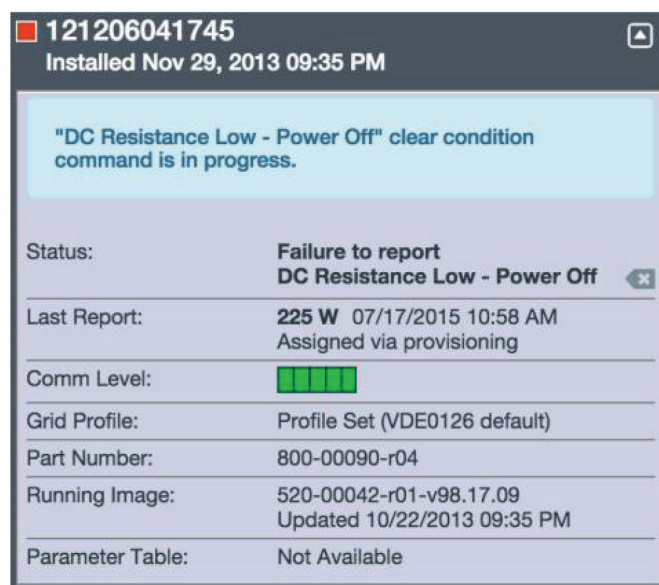 121206041745
Installed Nov 29, 2013 09:35 PM
"DC Resistance Low - Power Off" clear condition
command is in progress.
Status: Failure to report
DC Resistance Low - Power Off
Last Report: 225 W 07/17/2015 10:58 AM
Assigned via provisioning
Comm Level:
Grid Profile: Profile Set (VDE0126 default)
Part Number: 800-00090-r04
Running Image: 520-00042-r01-v98.17.09
Updated 10/22/2013 09:35 PM
Parameter Table: Not Available